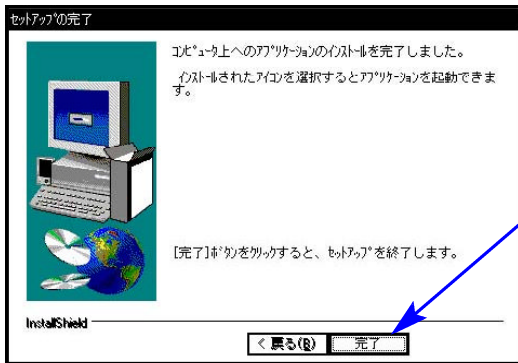 ｾｯﾄｱｯﾌﾟの完了
ｺﾝﾋﾟｭｰﾀ上へのｱﾌﾟﾘｹｰｼｮﾝのｲﾝｽﾄｰﾙを完了しました。
ｲﾝｽﾄｰﾙされたｱｲｺﾝを選択するとｱﾌﾟﾘｹｰｼｮﾝを起動できま
す。
[完了]ﾎﾞﾀﾝをｸﾘｯｸすると、ｾｯﾄｱｯﾌﾟを終了します。
InstallShield
< 戻る(B) 完了